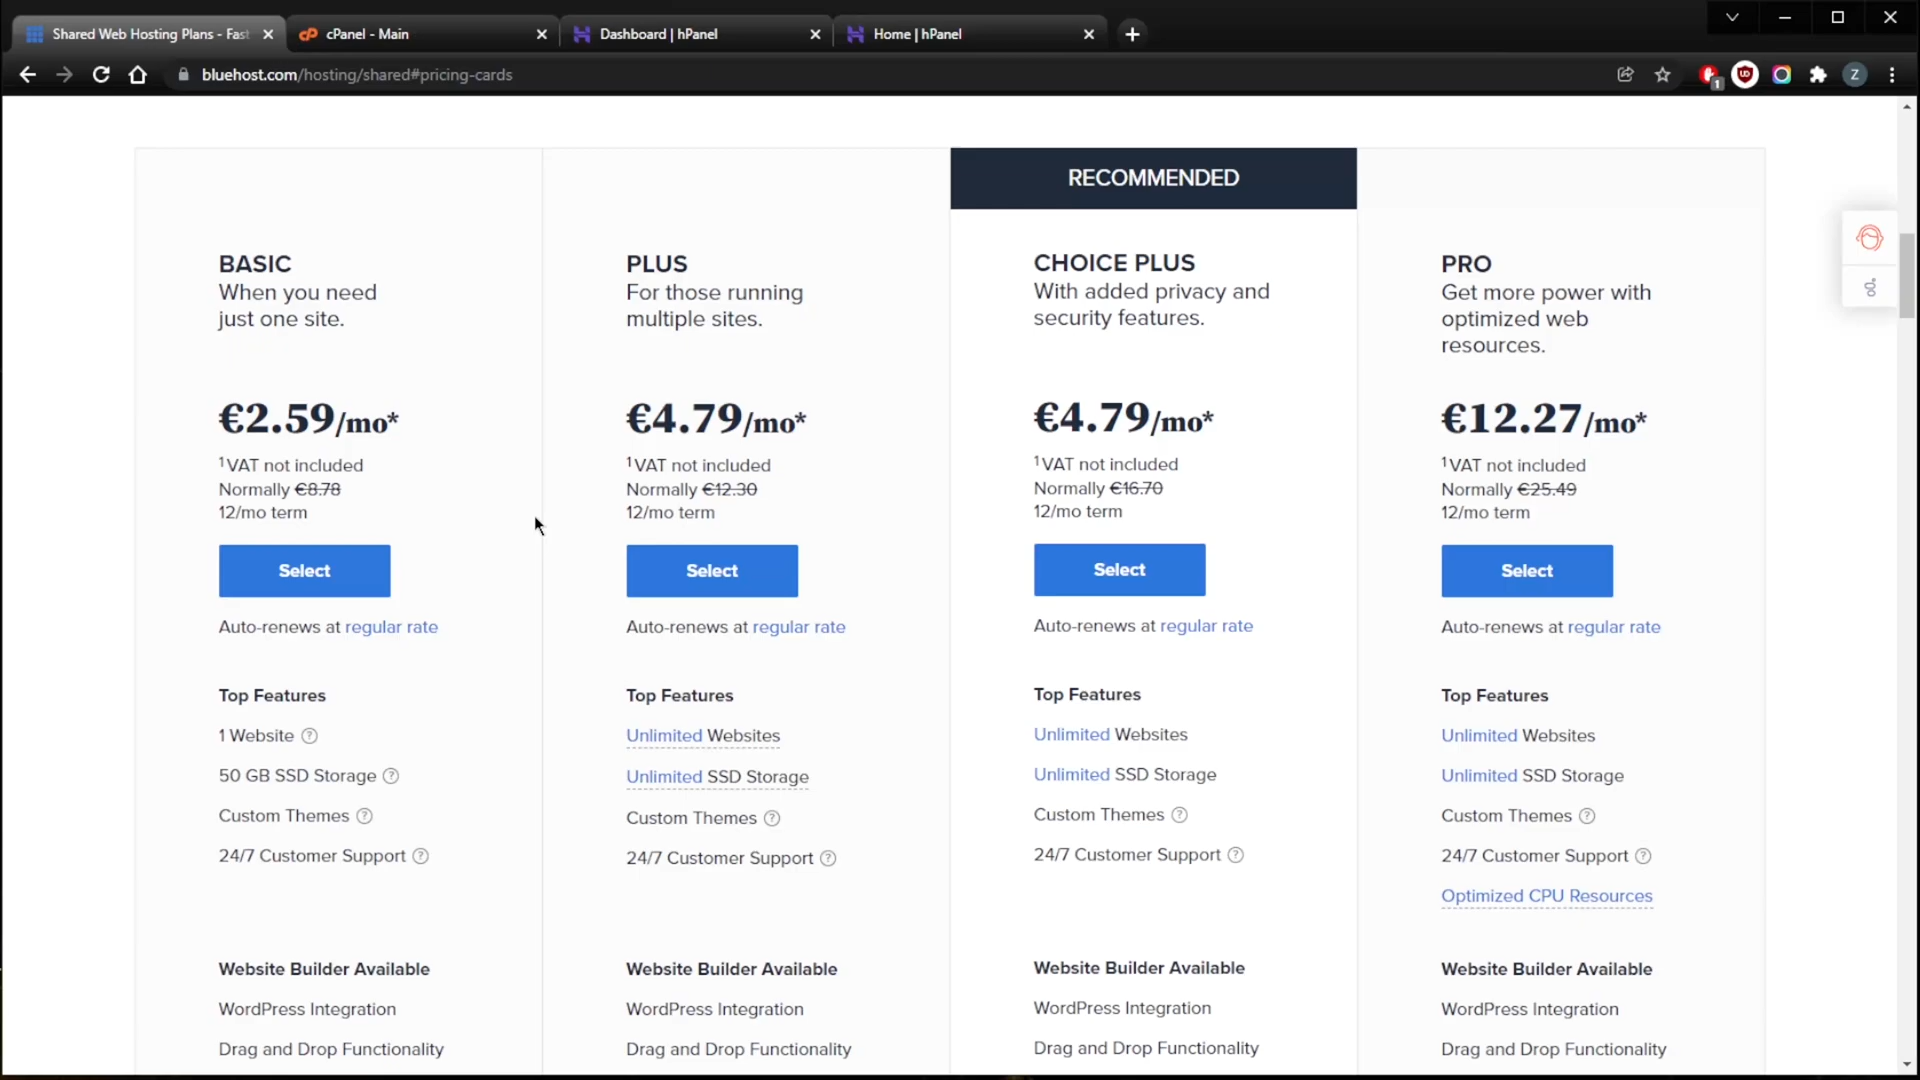 Shared Web Hosting Plans - Fast
cPanel - Main
Dashboard | hPanel
Home | hPanel
bluehost.com/hosting/shared#pricing-cards
1
Z
RECOMMENDED
BASIC
When you need
just one site.
€2.59/mo*
1VAT not included
Normally €8.78
12/mo term
Select
Auto-renews at regular rate
Top Features
1 Website ?
50 GB SSD Storage ?
Custom Themes ?
24/7 Customer Support ?
Website Builder Available
WordPress Integration
Drag and Drop Functionality
PLUS
For those running
multiple sites.
€4.79/mo*
1VAT not included
Normally €12.30
12/mo term
Select
Auto-renews at regular rate
Top Features
Unlimited Websites
Unlimited SSD Storage
Custom Themes ?
24/7 Customer Support ?
Website Builder Available
WordPress Integration
Drag and Drop Functionality
CHOICE PLUS
With added privacy and
security features.
€4.79/mo*
1VAT not included
Normally €16.70
12/mo term
Select
Auto-renews at regular rate
Top Features
Unlimited Websites
Unlimited SSD Storage
Custom Themes ?
24/7 Customer Support ?
Website Builder Available
WordPress Integration
Drag and Drop Functionality
PRO
Get more power with
optimized web
resources.
€12.27/mo*
1VAT not included
Normally €25.49
12/mo term
Select
Auto-renews at regular rate
Top Features
Unlimited Websites
Unlimited SSD Storage
Custom Themes ?
24/7 Customer Support ?
Optimized CPU Resources
Website Builder Available
WordPress Integration
Drag and Drop Functionality